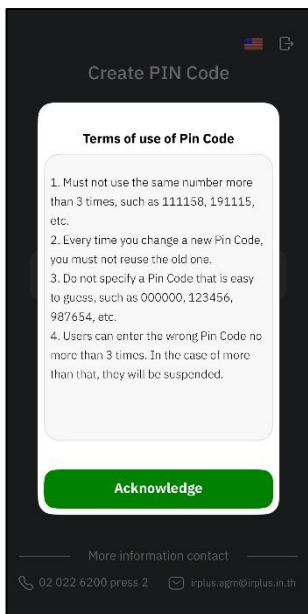 Create PIN Code
Terms of use of Pin Code
1. Must not use the same number more
than 3 times, such as 111158, 191115,
etc.
2. Every time you change a new Pin Code,
you must not reuse the old one.
3. Do not specify a Pin Code that is easy
to guess, such as 000000, 123456,
987654, etc.
4. Users can enter the wrong Pin Code no
more than 3 times. In the case of more
than that, they will be suspended.
Acknowledge
More information contact
02 022 6200 press 2 irplus.agm@irplus.in.th